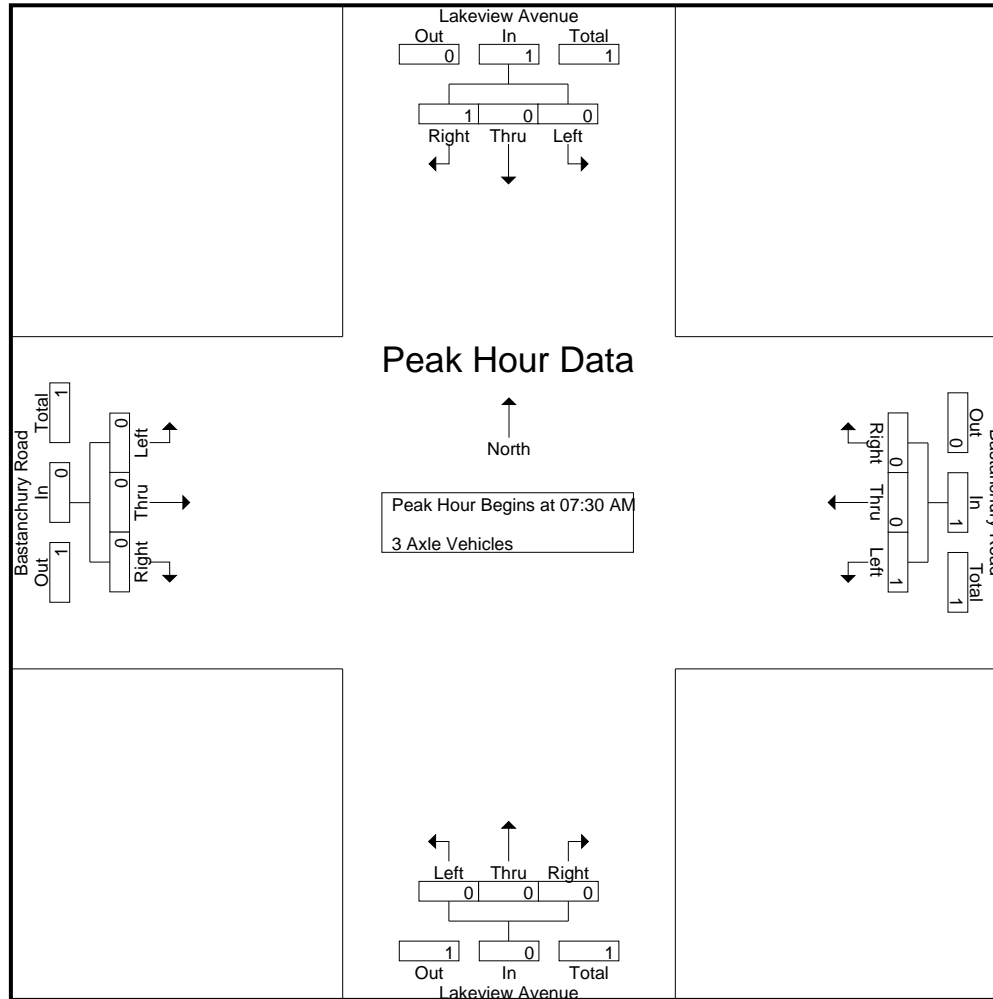 Lakeview Avenue
Out In Total
0 1 1
1 0 0
Right Thru Left
Peak Hour Data
North
Peak Hour Begins at 07:30 AM
3 Axle Vehicles
Bastanchury Road
Out In Total
1 0 1
0 0 0
Right Thru Left
Right Thru Left
0 0 1
Out In Total
0 1 1
Bastanchury Road
Left Thru Right
0 0 0
1 0 1
Out In Total
Lakeview Avenue